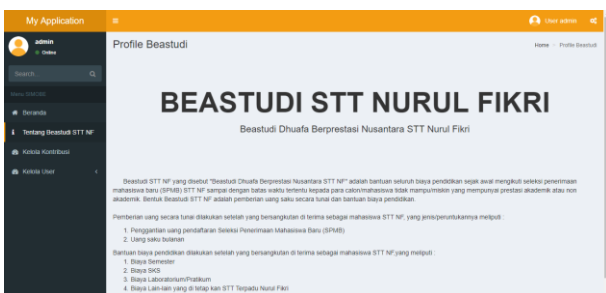 My Application
User admin
admin
Online
Profile Beastudi
Home
Profile Beastudi
Search
Beranda
Tentang Beastudi STT NF
Kelola Kontribusi
Kelola User
BEASTUDI STT NURUL FIKRI
Beastudi Dhuafa Berprestasi Nusantara STT Nurul Fikri
Beastudi STT NF yang disebut "Beastudi Dhuafa Berprestasi Nusantara STT NF" adalah bantuan seluruh biaya pendidikan sejak awal mengikuti seleksi penerimaan
mahasiswa baru (SPMB) STT NF sampai dengan batas waktu tertentu kepada para calon/mahasiswa tidak mampu/miskin yang mempunyai prestasi akademik atau non
akademik. Bentuk Beastudi STT NF adalah pemberian uang saku secara tunai dan bantuan biaya pendidikan.
Pemberian uang secara tunai dilakukan setelah yang bersangkutan di terima sebagai mahasiswa STT NF, yang jenis/peruntukannya meliputi :
1. Penggantian uang pendaftaran Seleksi Penerimaan Mahasiswa Baru (SPMB)
2. Uang saku bulanan
Bantuan biaya pendidikan dilakukan setelah yang bersangkutan di terima sebagai mahasiswa STT NF,yang meliputi :
1. Biaya Semester
2. Biaya SKS
3. Biaya Laboratorium/Pratikum
4. Biaya Lain-lain yang di tetap kan STT Terpadu Nurul Fikri